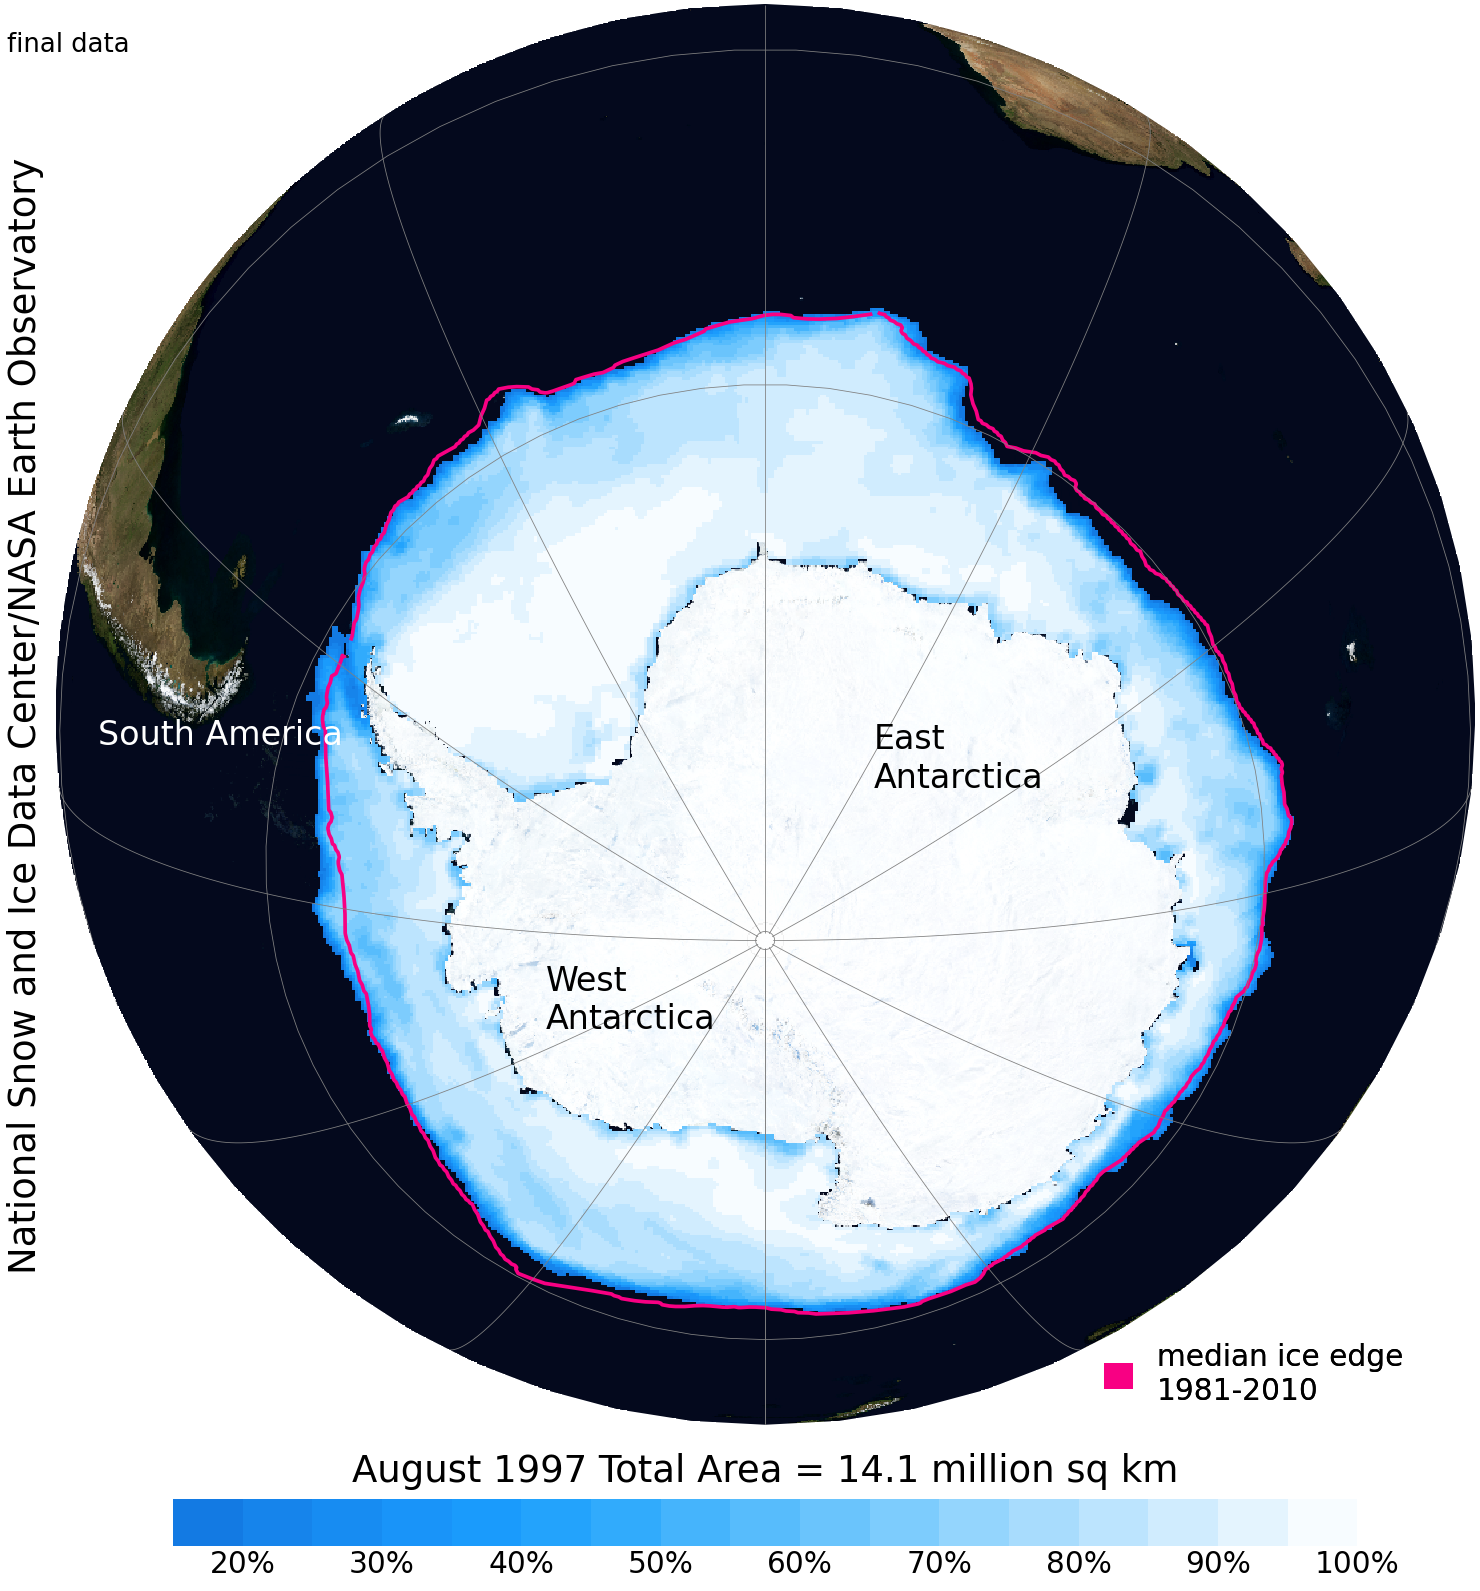 final data
National Snow and Ice Data Center/NASA Earth Observatory
South America
East
Antarctica
West
Antarctica
median ice edge
1981-2010
August 1997 Total Area = 14.1 million sq km
20% 30% 40% 50% 60% 70% 80% 90% 100%